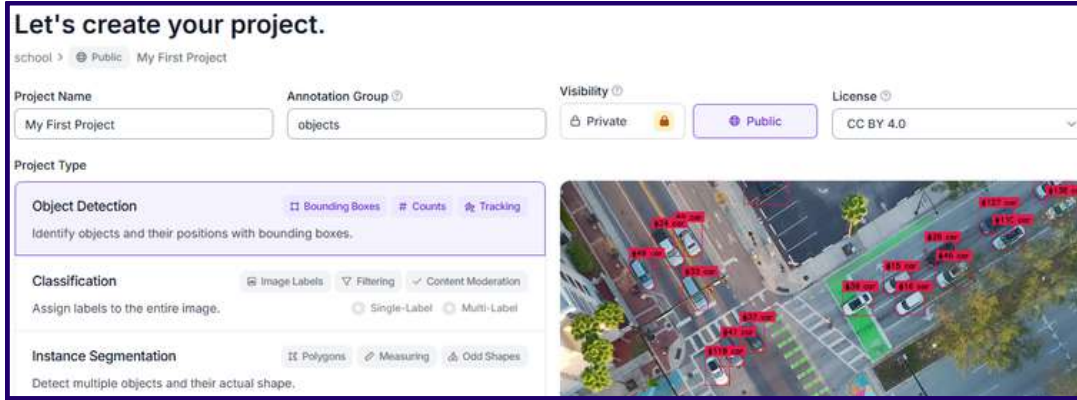 Let's create your project.
school > Public My First Project
Project Name
Annotation Group
Visibility
License
My First Project
objects
Private
Public
CC BY 4.0
Project Type
Object Detection
Bounding Boxes
# Counts
Tracking
Identify objects and their positions with bounding boxes.
Classification
Image Labels
Filtering
Content Moderation
Assign labels to the entire image.
Single-Label
Multi-Label
Instance Segmentation
Polygons
Measuring
Odd Shapes
Detect multiple objects and their actual shape.